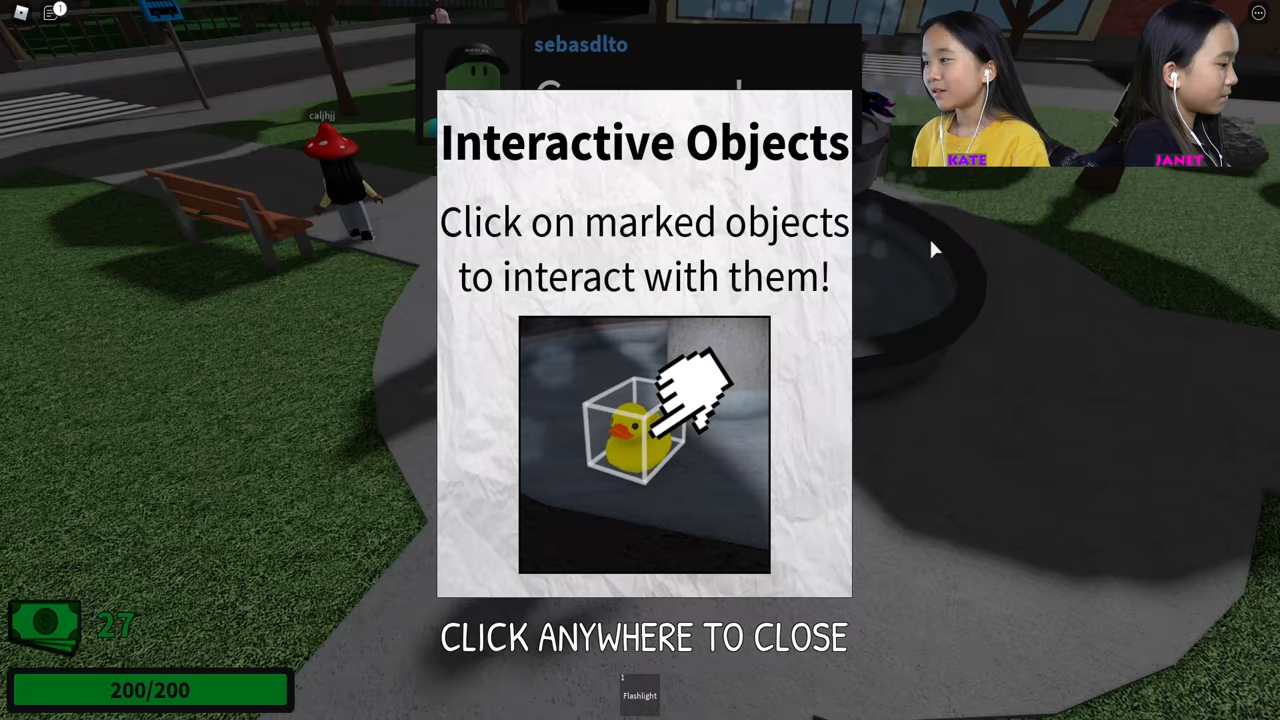 1
sebasdlto
caljhjj
KATE
JANET
Interactive Objects
Click on marked objects
to interact with them!
27
CLICK ANYWHERE TO CLOSE
200/200
1
Flashlight